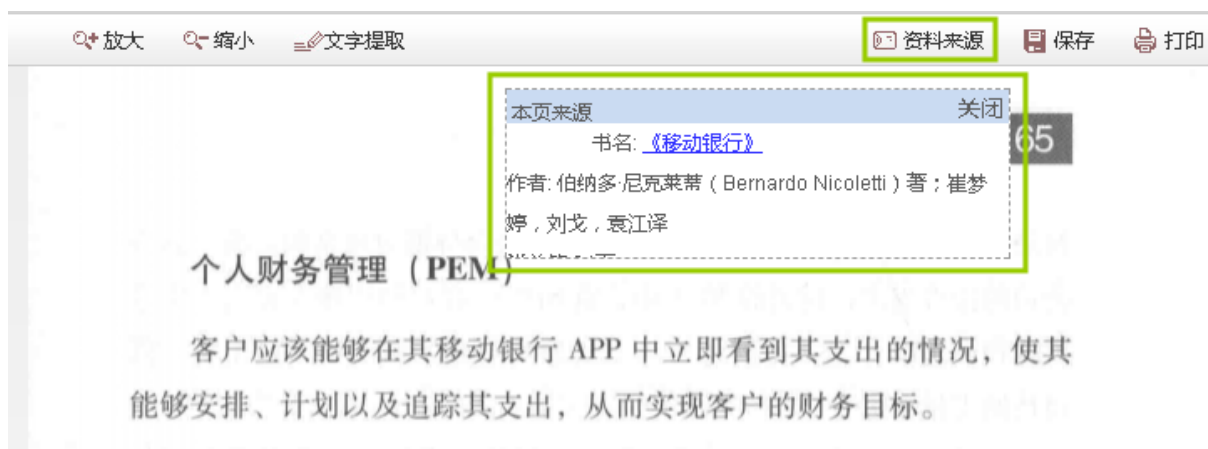 放大 缩小 文字提取 资料来源 保存 打印
本页来源 关闭
书名:《移动银行》
65
作者: 伯纳多·尼克莱蒂 ( Bernardo Nicoletti ) 著 ; 崔梦
婷 , 刘戈 , 袁江译
个人财务管理 (PEM)
客户应该能够在其移动银行 APP 中立即看到其支出的情况，使其
能够安排、计划以及追踪其支出，从而实现客户的财务目标。